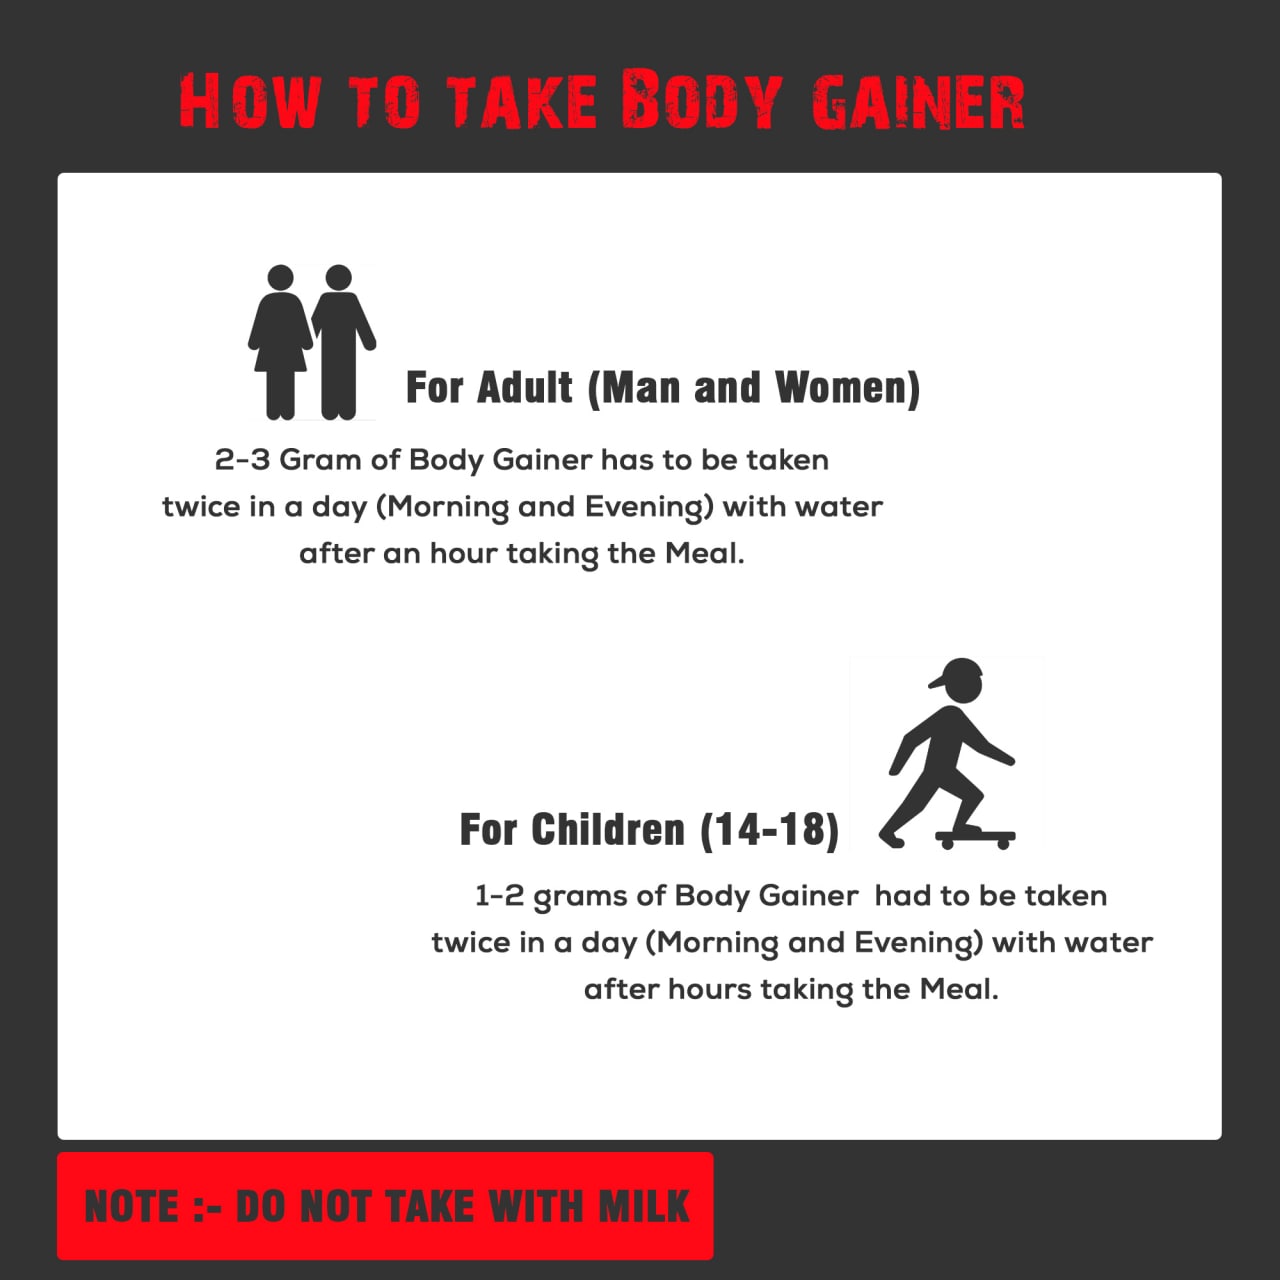 How to take Body gainer
For Adult (Man and Women)
2-3 Gram of Body Gainer has to be taken
twice in a day (Morning and Evening) with water
after an hour taking the Meal.
For Children (14-18)
1-2 grams of Body Gainer  had to be taken
twice in a day (Morning and Evening) with water
after hours taking the Meal.
NOTE :- DO NOT TAKE WITH MILK